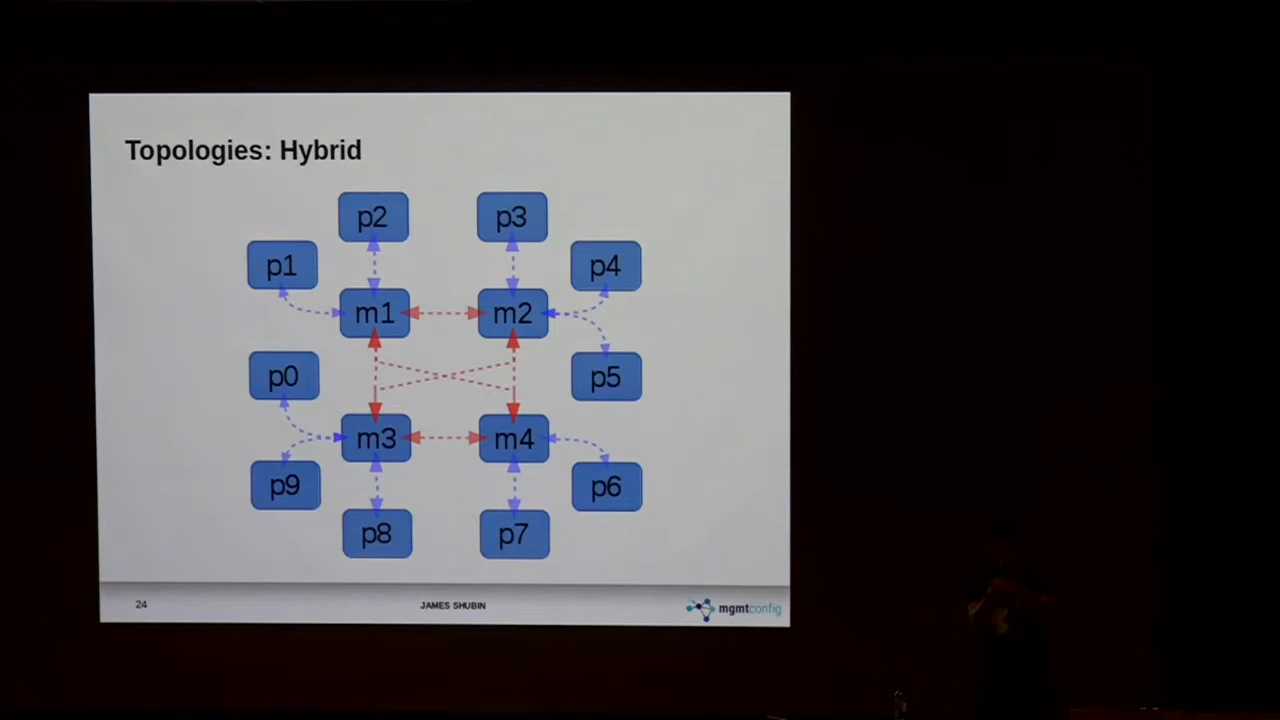 Topologies: Hybrid
p2 p3
p1 p4
m1 m2
p0 p5
m3 m4
p9 p6
p8 p7
24 JAMES SHUBIN mgmtconfig